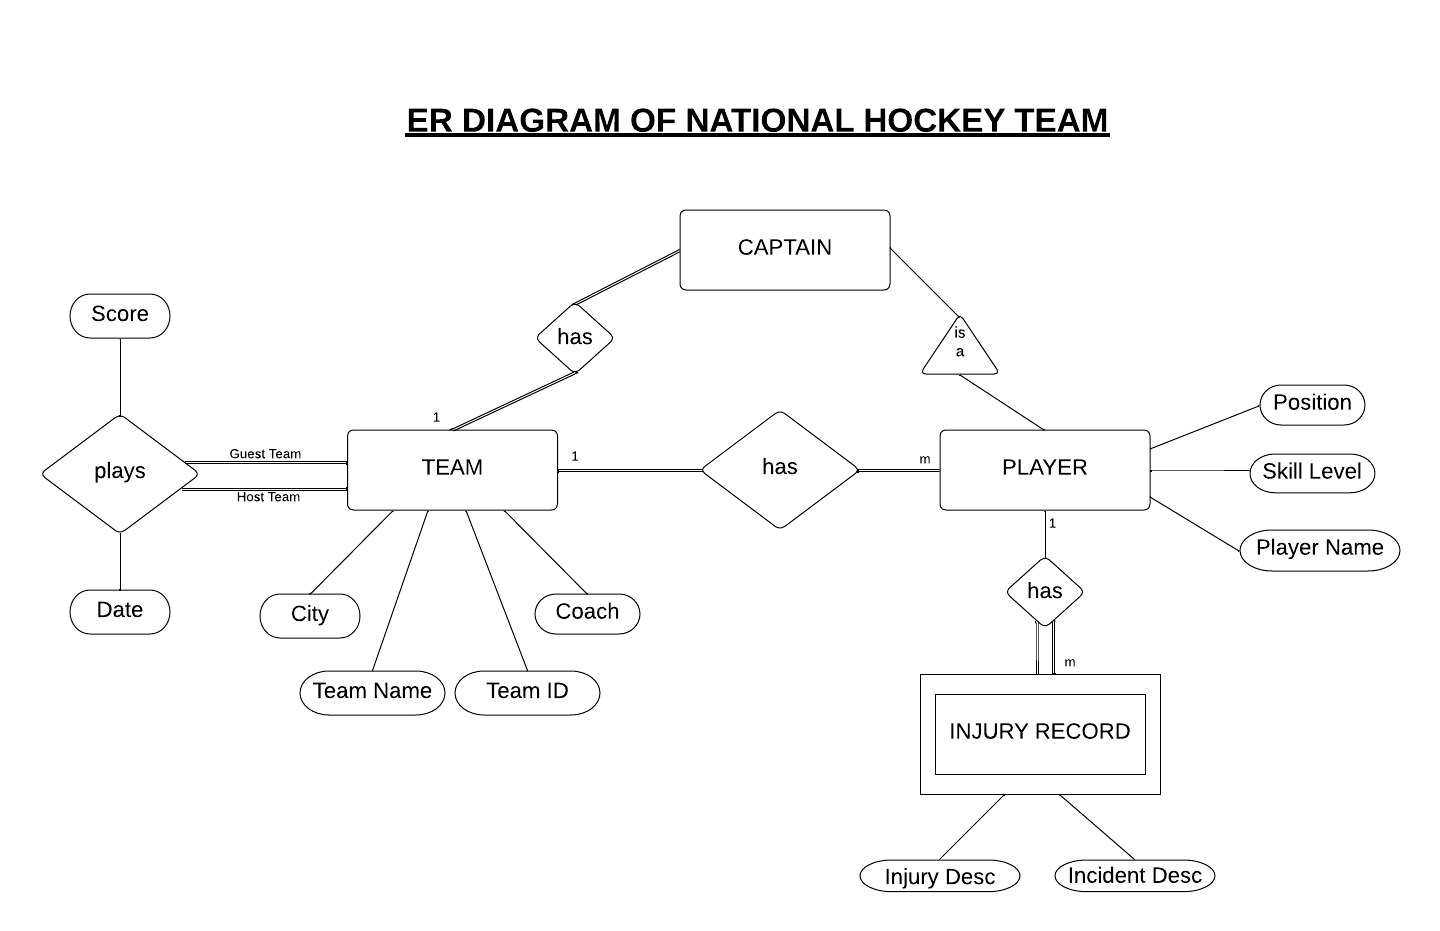 ER DIAGRAM OF NATIONAL HOCKEY TEAM
CAPTAIN
Score
has
is
a
Position
1
Guest Team
1
m
plays
TEAM
has
PLAYER
Skill Level
Host Team
1
Player Name
has
Date
City
Coach
m
Team Name
Team ID
INJURY RECORD
Injury Desc
Incident Desc